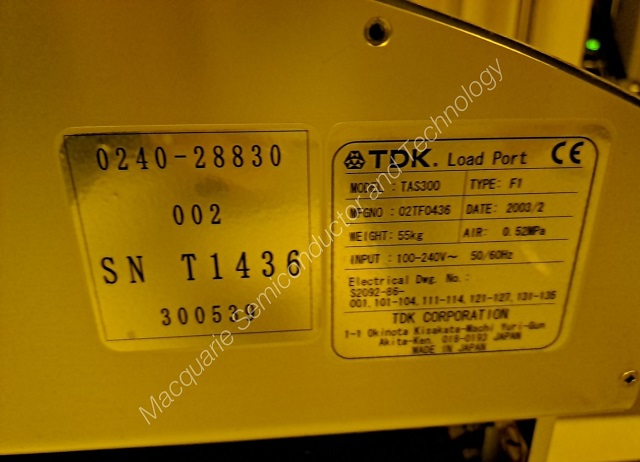 0240-28830
002
SN T1436
300539
TDK. Load Port CE
MODEL: TAS300 TYPE: F1
MFGNO: 02TF0436 DATE: 2003/2
WEIGHT: 55kg AIR: 0.52MPa
INPUT: 100-240V~ 50/60Hz
Electrical Dwg. No.:
S2092-B6-
001, 101-104, 111-114, 121-127, 131-136
TDK CORPORATION
1-1 Okinota Kisakata-Machi Yuri-Gun
Akita-Ken. 018-0193 JAPAN
MADE IN JAPAN
Macquarie Semiconductor and Technology